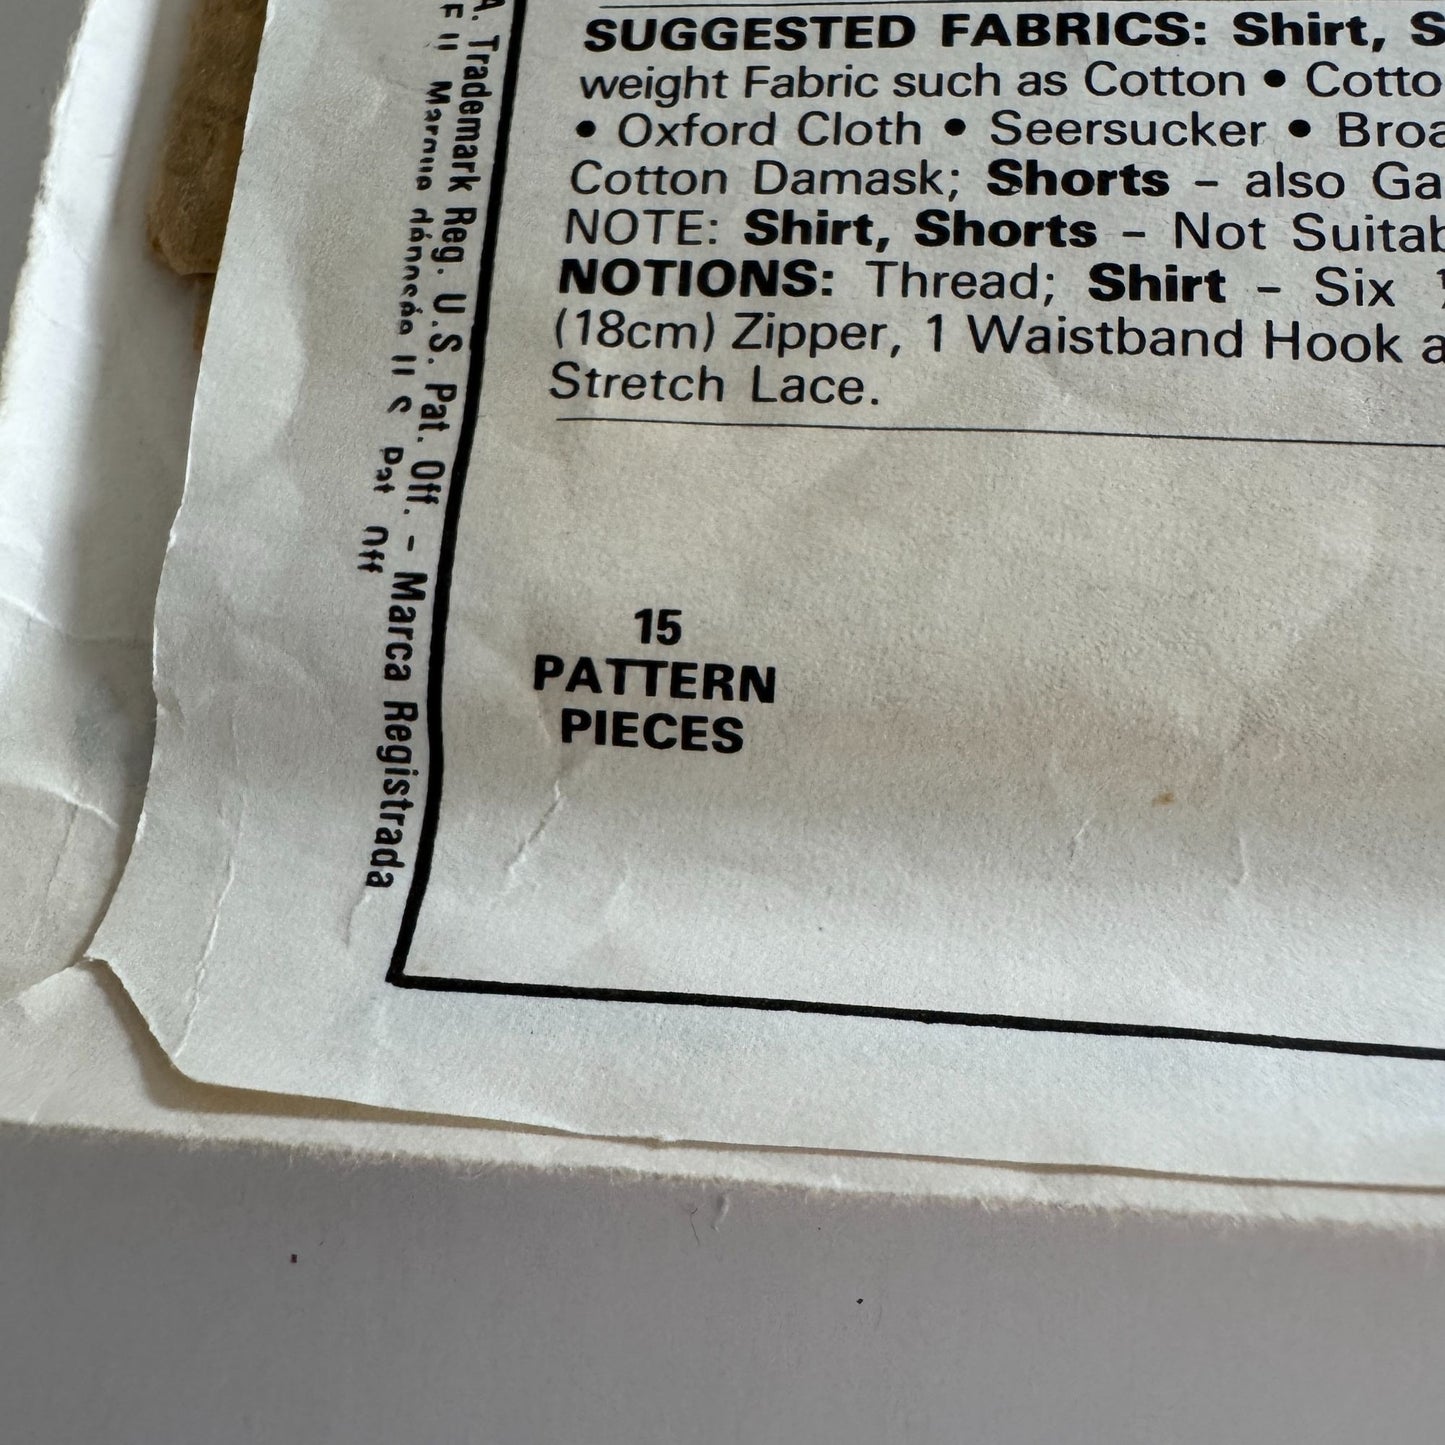 SUGGESTED FABRICS: Shirt, S
weight Fabric such as Cotton • Cotto
• Oxford Cloth • Seersucker • Broa
Cotton Damask; Shorts – also Ga
NOTE: Shirt, Shorts – Not Suitab
NOTIONS: Thread; Shirt – Six
(18cm) Zipper, 1 Waistband Hook a
Stretch Lace.
15
PATTERN
PIECES
A. Trademark Reg. U.S. Pat. Off. – Marca Registrada